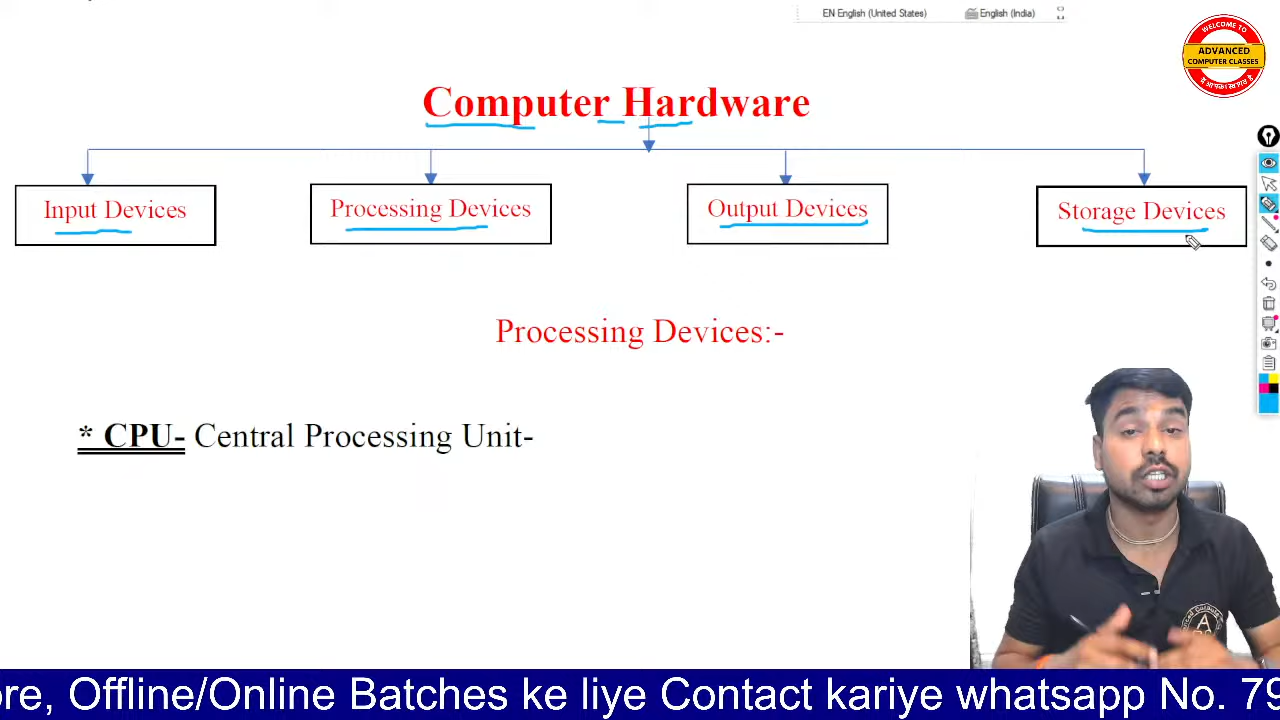 EN English (United States) English (India)
WELCOME TO
ADVANCED
COMPUTER CLASSES
Computer Hardware
Input Devices
Processing Devices
Output Devices
Storage Devices
Processing Devices:-
* CPU- Central Processing Unit-
A
ore, Offline/Online Batches ke liye Contact kariye whatsapp No. 79